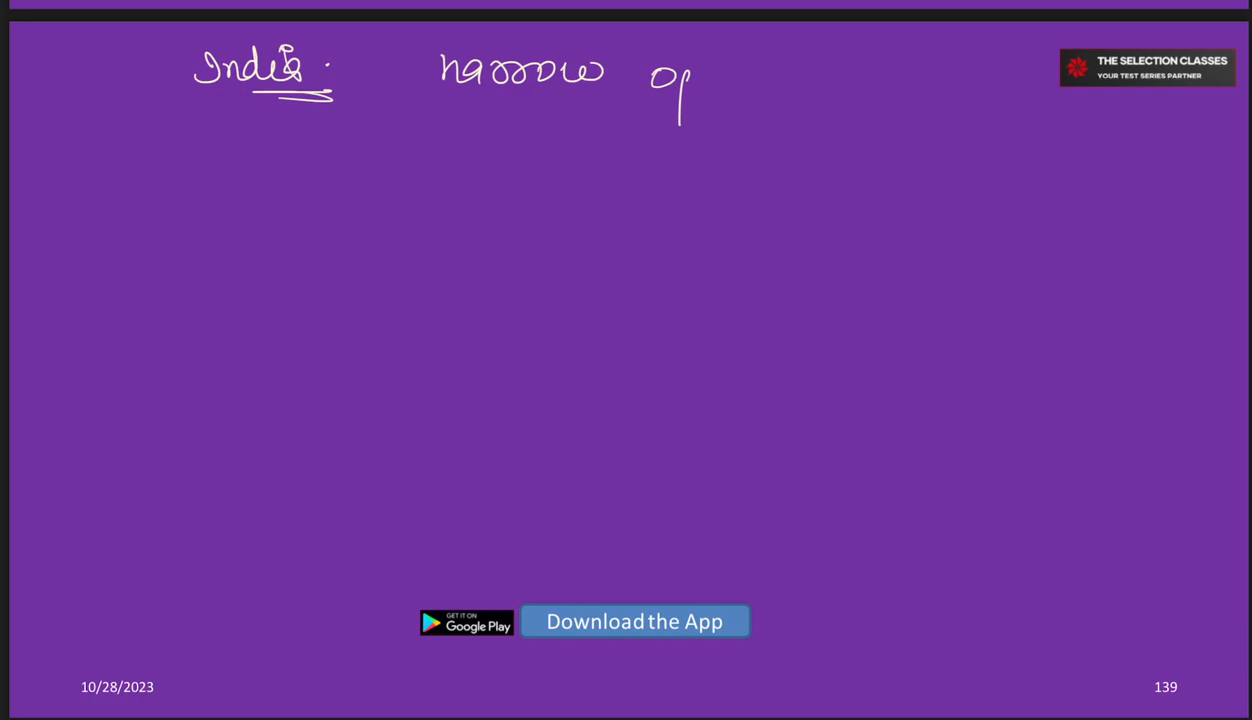 India. narrow op
THE SELECTION CLASSES
YOUR TEST SERIES PARTNER
GET IT ON
Google Play
Download the App
10/28/2023
139